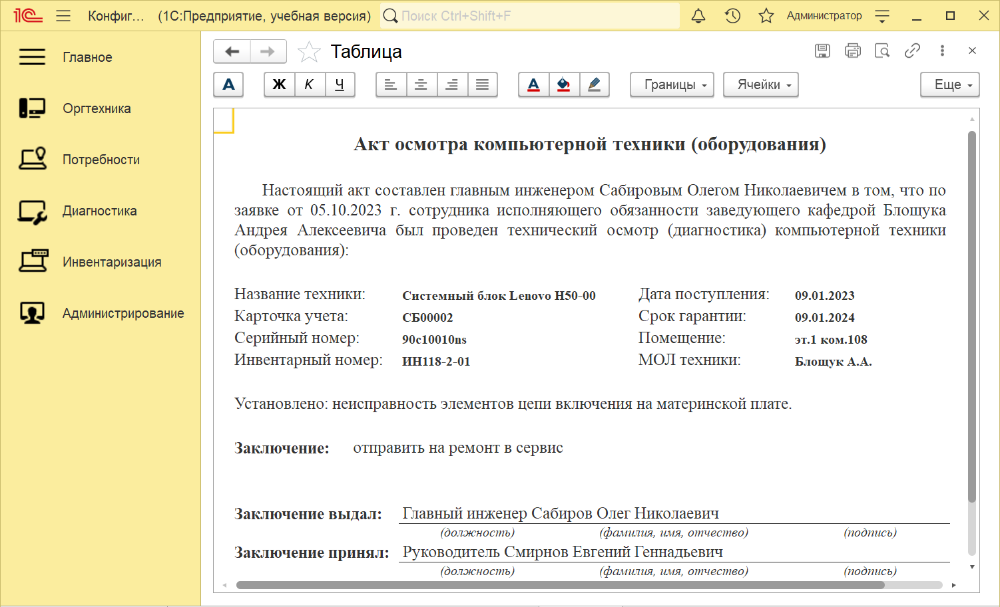 1С Конфиг... (1С:Предприятие, учебная версия) Поиск Ctrl+Shift+F Администратор
Главное
Оргтехника
Потребности
Диагностика
Инвентаризация
Администрирование
Таблица
А Ж К Ч А Границы Ячейки Еще
Акт осмотра компьютерной техники (оборудования)
Настоящий акт составлен главным инженером Сабировым Олегом Николаевичем в том, что по
заявке от 05.10.2023 г. сотрудника исполняющего обязанности заведующего кафедрой Блощука
Андрея Алексеевича был проведен технический осмотр (диагностика) компьютерной техники
(оборудования):
Название техники: Системный блок Lenovo H50-00 Дата поступления: 09.01.2023
Карточка учета: СБ00002 Срок гарантии: 09.01.2024
Серийный номер: 90c10010ns Помещение: эт.1 ком.108
Инвентарный номер: ИН118-2-01 МОЛ техники: Блощук А.А.
Установлено: неисправность элементов цепи включения на материнской плате.
Заключение: отправить на ремонт в сервис
Заключение выдал: Главный инженер Сабиров Олег Николаевич
(должность) (фамилия, имя, отчество) (подпись)
Заключение принял: Руководитель Смирнов Евгений Геннадьевич
(должность) (фамилия, имя, отчество) (подпись)